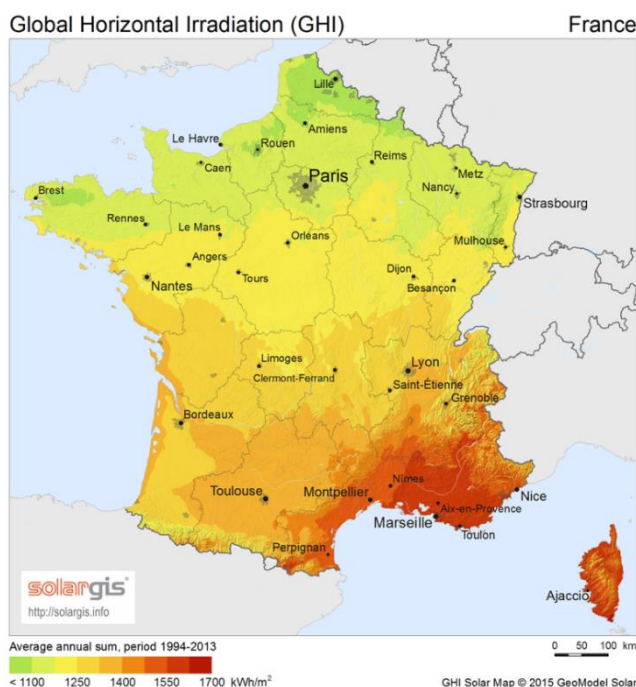 Global Horizontal Irradiation (GHI) France
Lille
Amiens
Le Havre
Rouen
Caen
Reims
Metz
Paris
Nancy
Strasbourg
Brest
Rennes
Le Mans
Orléans
Mulhouse
Angers
Tours
Dijon
Nantes
Besançon
Limoges
Lyon
Clermont-Ferrand
Saint-Étienne
Grenoble
Bordeaux
Nîmes
Toulouse
Montpellier
Nice
Aix-en-Provence
Marseille
Toulon
Perpignan
Ajaccio
solargis
http://solargis.info
Average annual sum, period 1994-2013
0 50 100 km
< 1100 1250 1400 1550 1700 kWh/m²
GHI Solar Map © 2015 GeoModel Solar